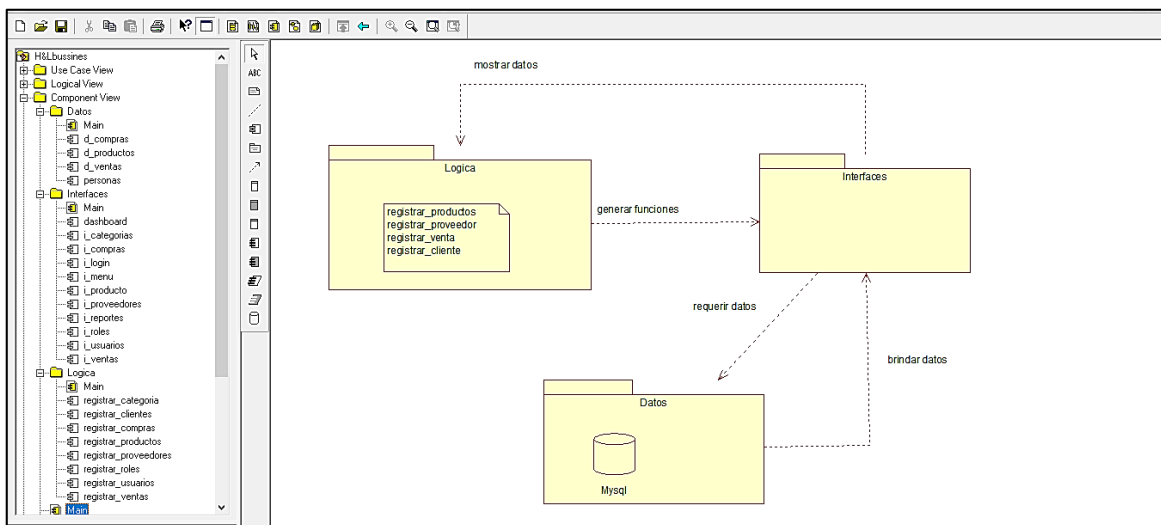 H&Lbussines
Use Case View
Logical View
Component View
Datos
Main
d_compras
d_productos
d_ventas
personas
Interfaces
Main
dashboard
i_categorias
i_compras
i_login
i_menu
i_producto
i_proveedores
i_reportes
i_roles
i_usuarios
i_ventas
Logica
Main
registrar_categoria
registrar_clientes
registrar_compras
registrar_productos
registrar_proveedores
registrar_roles
registrar_usuarios
registrar_ventas
Main
ABC
mostrar datos
Logica
registrar_productos
registrar_proveedor
registrar_venta
registrar_cliente
generar funciones
Interfaces
requerir datos
brindar datos
Datos
Mysql